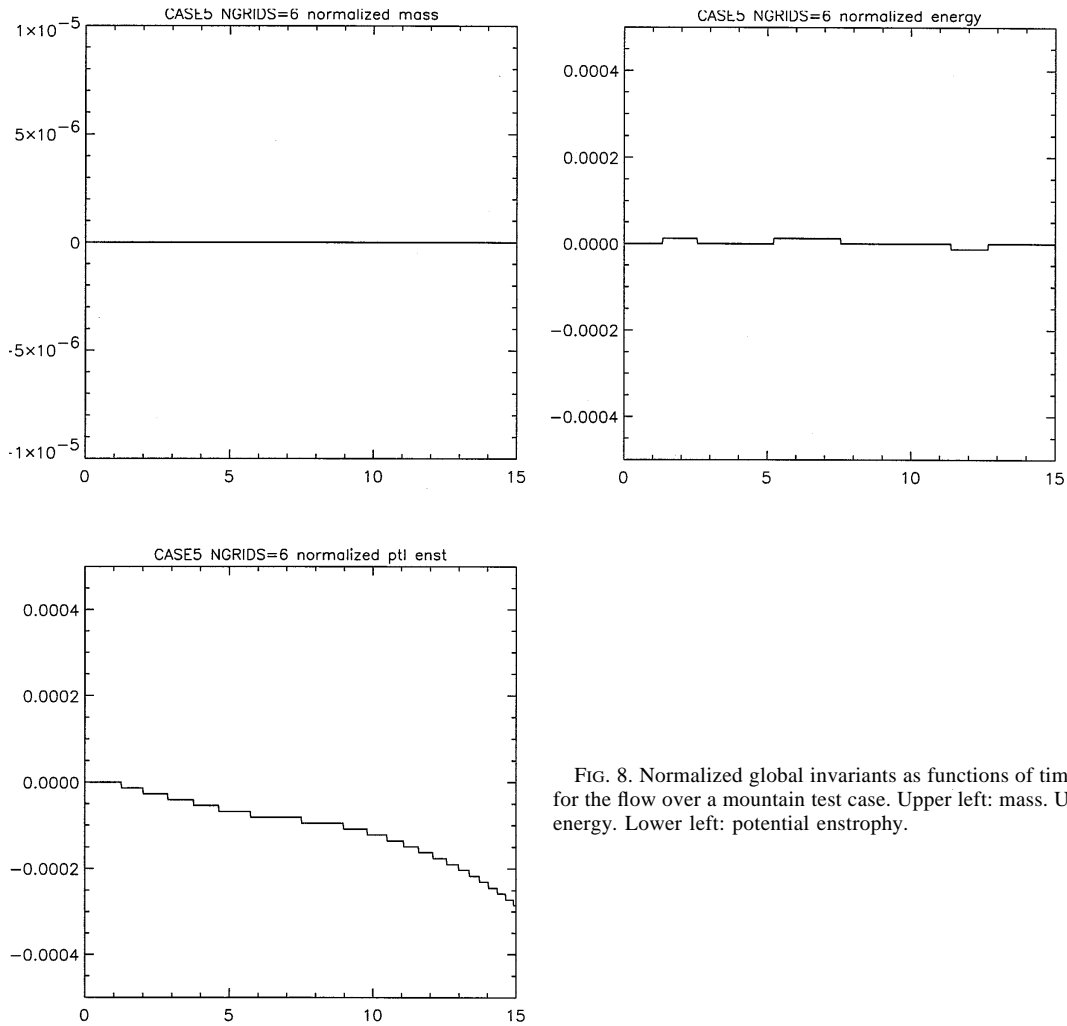 CASE5 NGRIDS=6 normalized mass
1×10⁻⁵
5×10⁻⁶
0
-5×10⁻⁶
-1×10⁻⁵
0 5 10 15
CASE5 NGRIDS=6 normalized energy
0.0004
0.0002
0.0000
-0.0002
-0.0004
0 5 10 15
CASE5 NGRIDS=6 normalized ptl enst
0.0004
0.0002
0.0000
-0.0002
-0.0004
0 5 10 15
FIG. 8. Normalized global invariants as functions of tim
for the flow over a mountain test case. Upper left: mass. U
energy. Lower left: potential enstrophy.